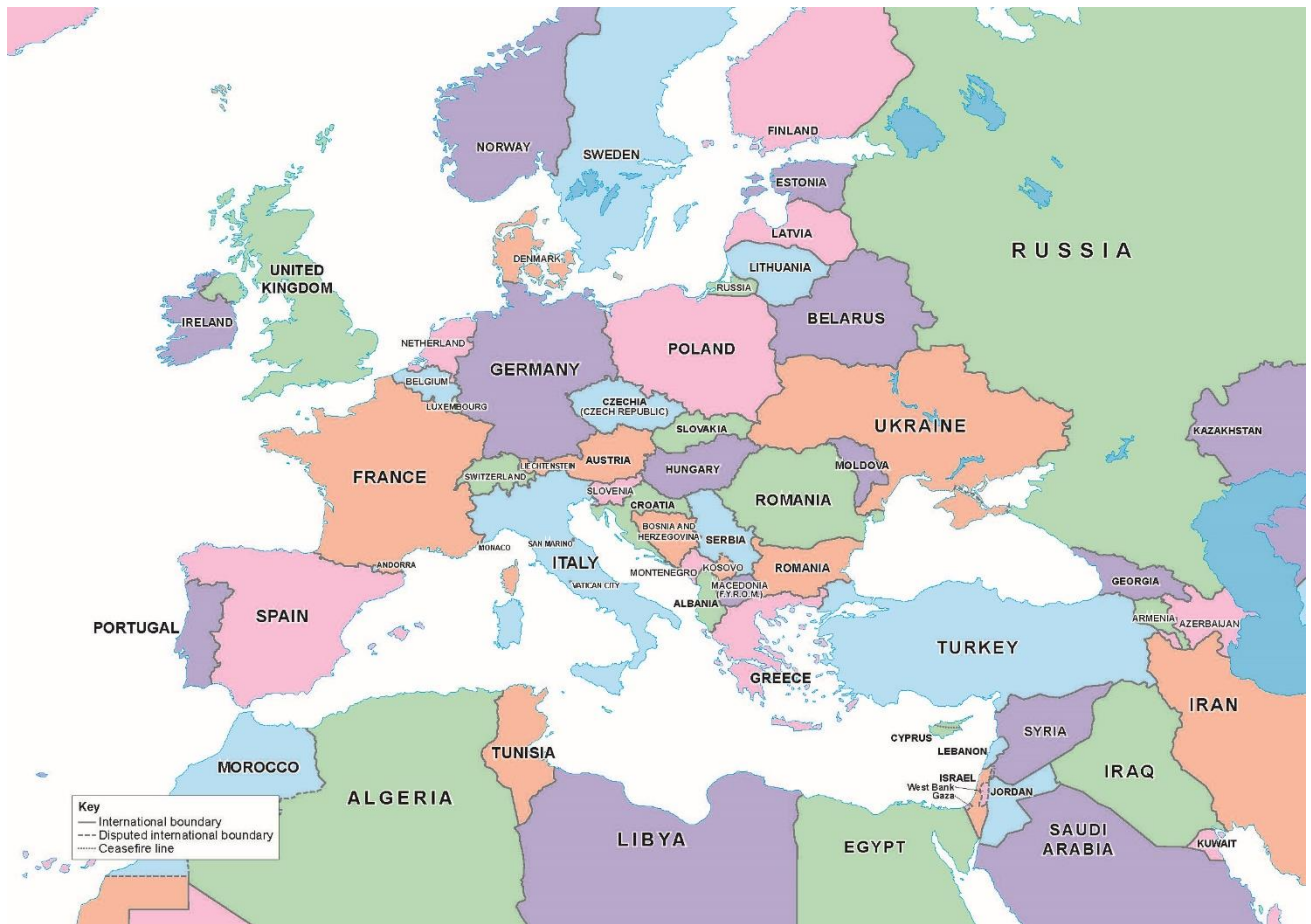 FINLAND
NORWAY
SWEDEN
ESTONIA
LATVIA
RUSSIA
LITHUANIA
DENMARK
RUSSIA
UNITED
KINGDOM
IRELAND
BELARUS
NETHERLAND
POLAND
GERMANY
BELGIUM
CZECHIA
(CZECH REPUBLIC)
LUXEMBOURG
UKRAINE
SLOVAKIA
KAZAKHSTAN
FRANCE
SWITZERLAND
LIECHTENSTEIN
AUSTRIA
HUNGARY
MOLDOVA
SLOVENIA
CROATIA
ROMANIA
BOSNIA AND
HERZEGOVINA
SERBIA
MONACO
SAN MARINO
ITALY
ANDORRA
MONTENEGRO
KOSOVO
ROMANIA
VATICAN CITY
MACEDONIA
(F.Y.R.O.M.)
GEORGIA
ALBANIA
SPAIN
PORTUGAL
ARMENIA
AZERBAIJAN
TURKEY
GREECE
IRAN
SYRIA
CYPRUS
LEBANON
TUNISIA
MOROCCO
IRAQ
ISRAEL
West Bank
Gaza
JORDAN
ALGERIA
LIBYA
EGYPT
SAUDI
ARABIA
KUWAIT
Key
International boundary
Disputed international boundary
Ceasefire line